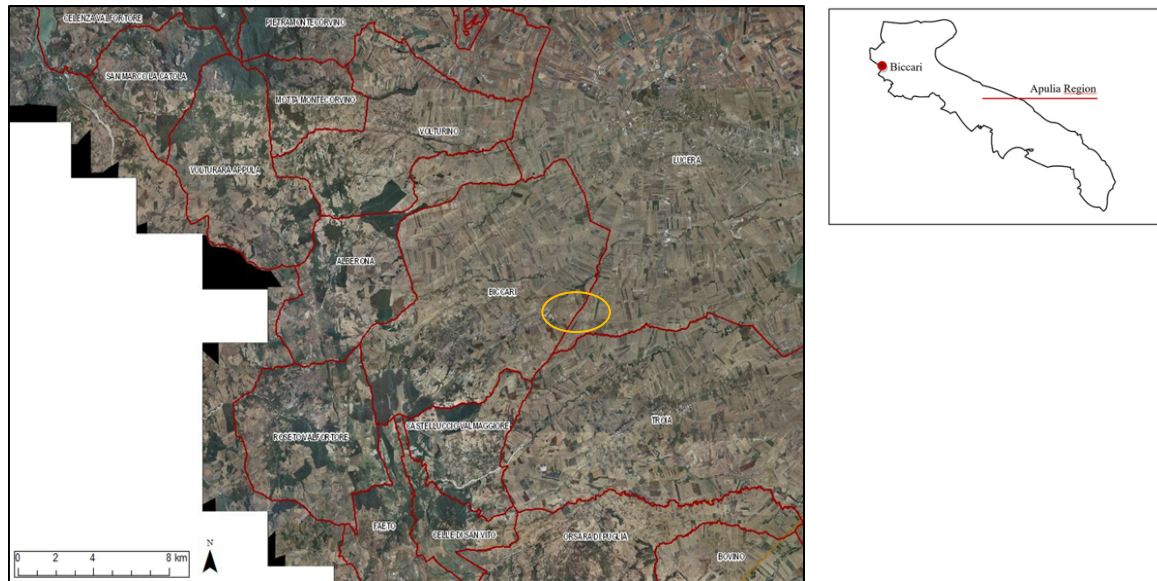 CELENZA VALFORTORE
PIETRAMONTECORVINO
SAN MARCO LA CATOLA
MOTTA MONTECORVINO
VOLTURINO
LUCERA
VOLTURARA APPULA
ALBERONA
BICCARI
CASTELLUCCIO VALMAGGIORE
TROIA
ROSETO VALFORTORE
FAETO
CELLE DI SAN VITO
ORSARA DI PUGLIA
BOVINO
0 2 4 8 km
N
Biccari
Apulia Region